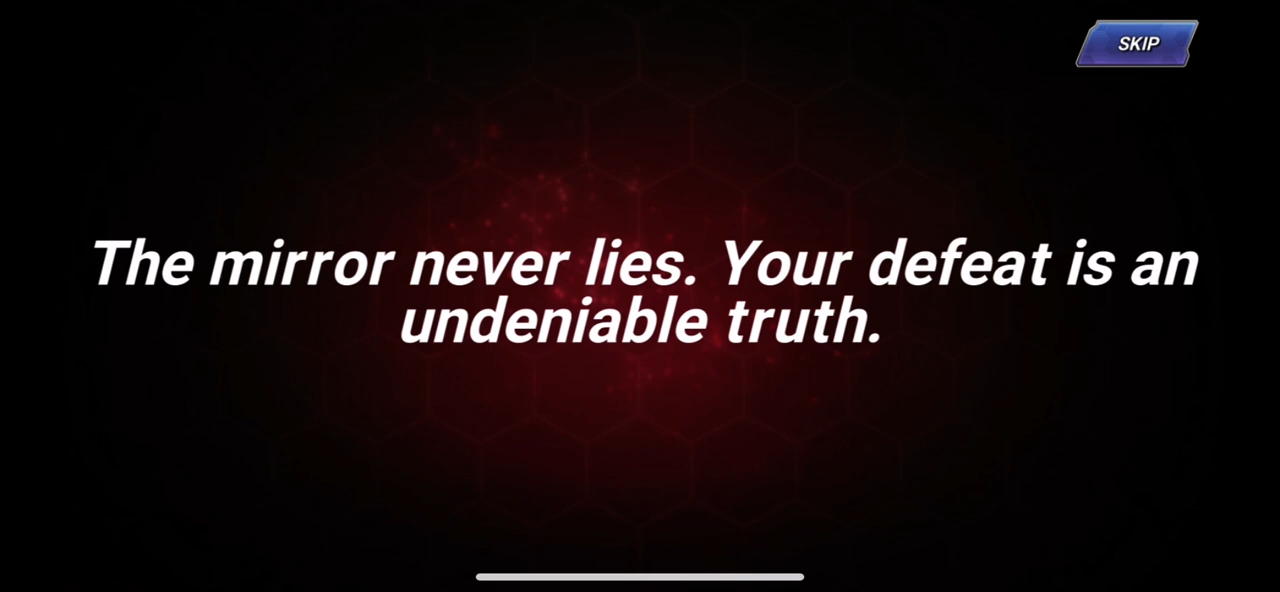 SKIP
The mirror never lies. Your defeat is an
undeniable truth.